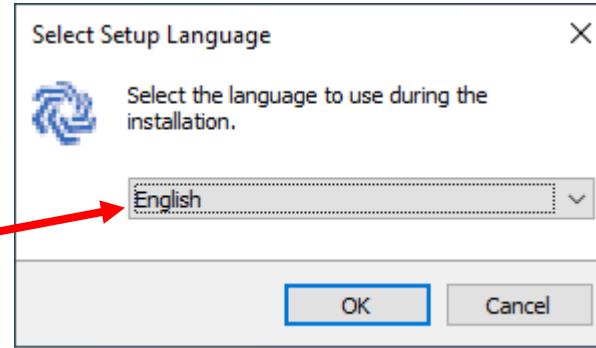 Select Setup Language
Select the language to use during the
installation.
English
OK Cancel